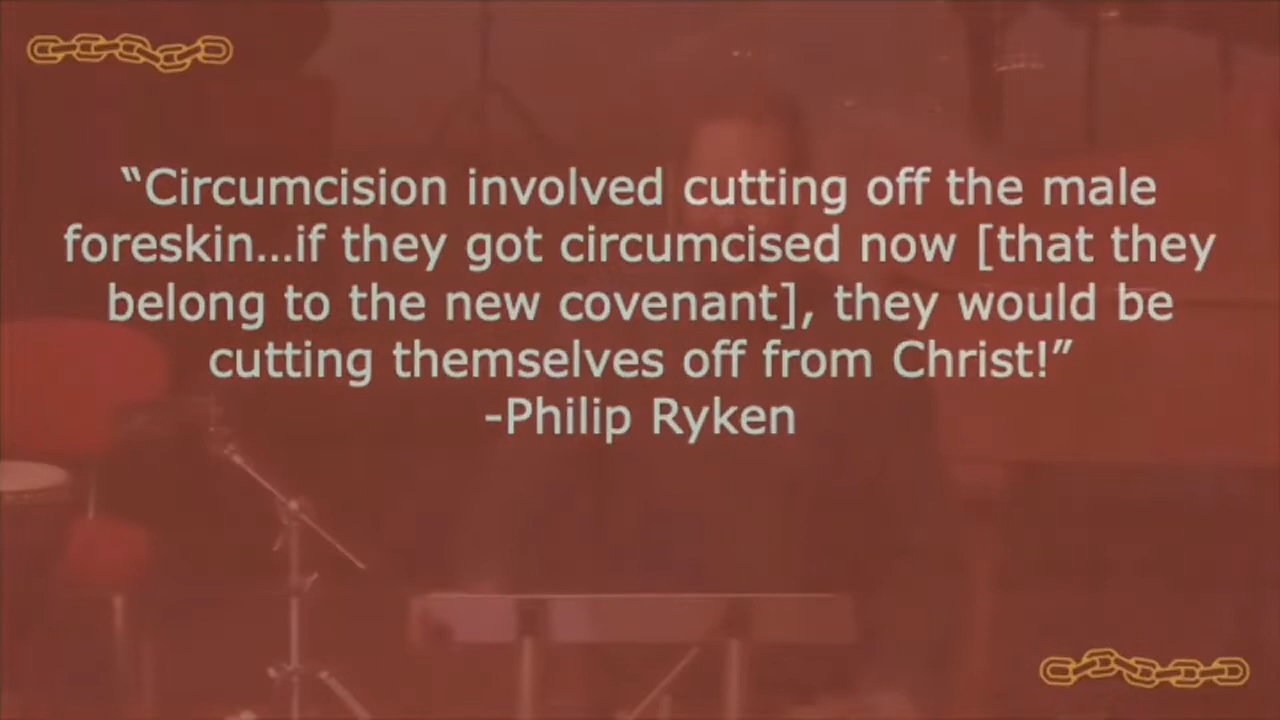 “Circumcision involved cutting off the male
foreskin...if they got circumcised now [that they
belong to the new covenant], they would be
cutting themselves off from Christ!”
-Philip Ryken